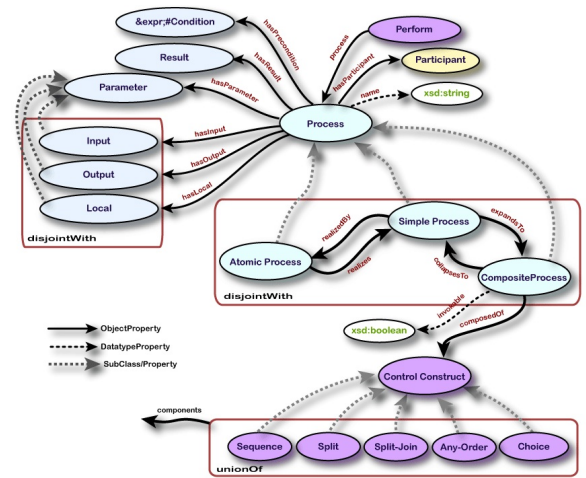 &expr;#Condition
hasPrecondition
process
Perform
Result
hasResult
hasParticipant
Participant
Parameter
hasParameter
name
xsd:string
Process
Input
hasInput
Output
hasOutput
Local
hasLocal
disjointWith
Simple Process
expandsTo
realizedBy
Atomic Process
realizes
collapsesTo
CompositeProcess
disjointWith
invokable
composedOf
xsd:boolean
ObjectProperty
DatatypeProperty
SubClass/Property
Control Construct
components
Sequence
Split
Split-Join
Any-Order
Choice
unionOf